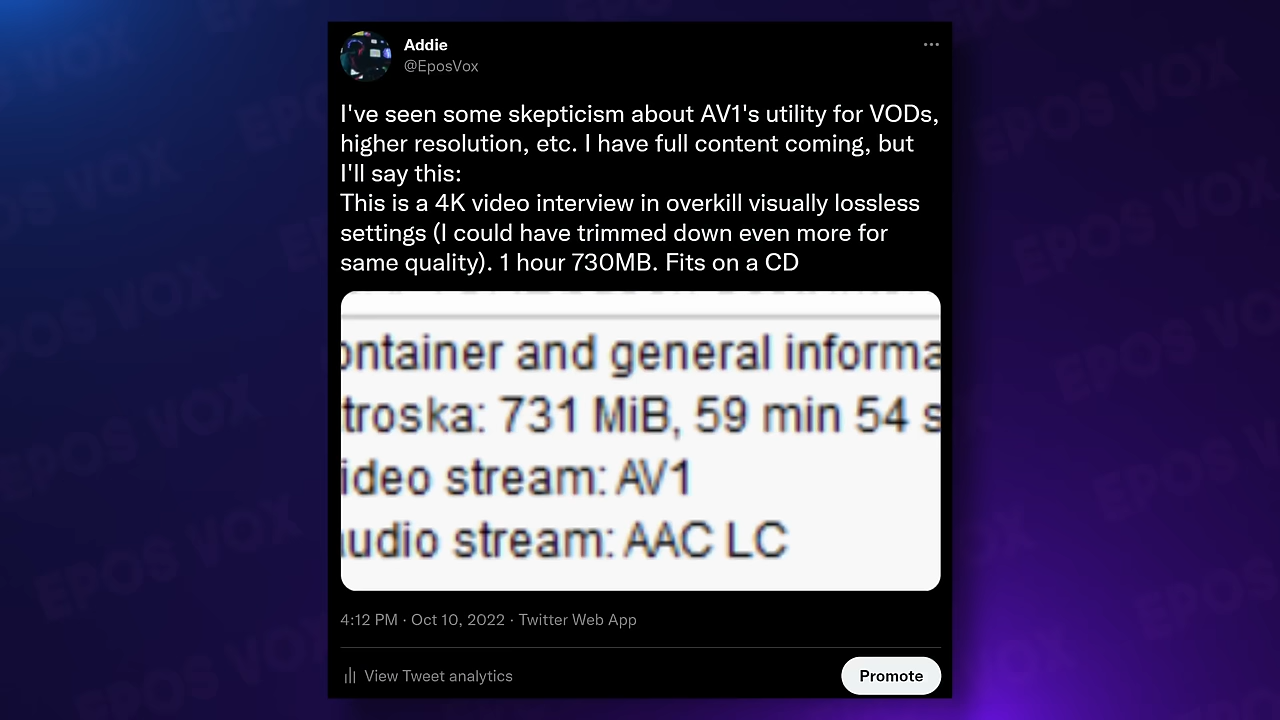 Addie
@EposVox
I've seen some skepticism about AV1's utility for VODs,
higher resolution, etc. I have full content coming, but
I'll say this:
This is a 4K video interview in overkill visually lossless
settings (I could have trimmed down even more for
same quality). 1 hour 730MB. Fits on a CD
ontainer and general informa
troska: 731 MiB, 59 min 54 s
ideo stream: AV1
udio stream: AAC LC
4:12 PM · Oct 10, 2022 · Twitter Web App
View Tweet analytics
Promote
EPOS VOX